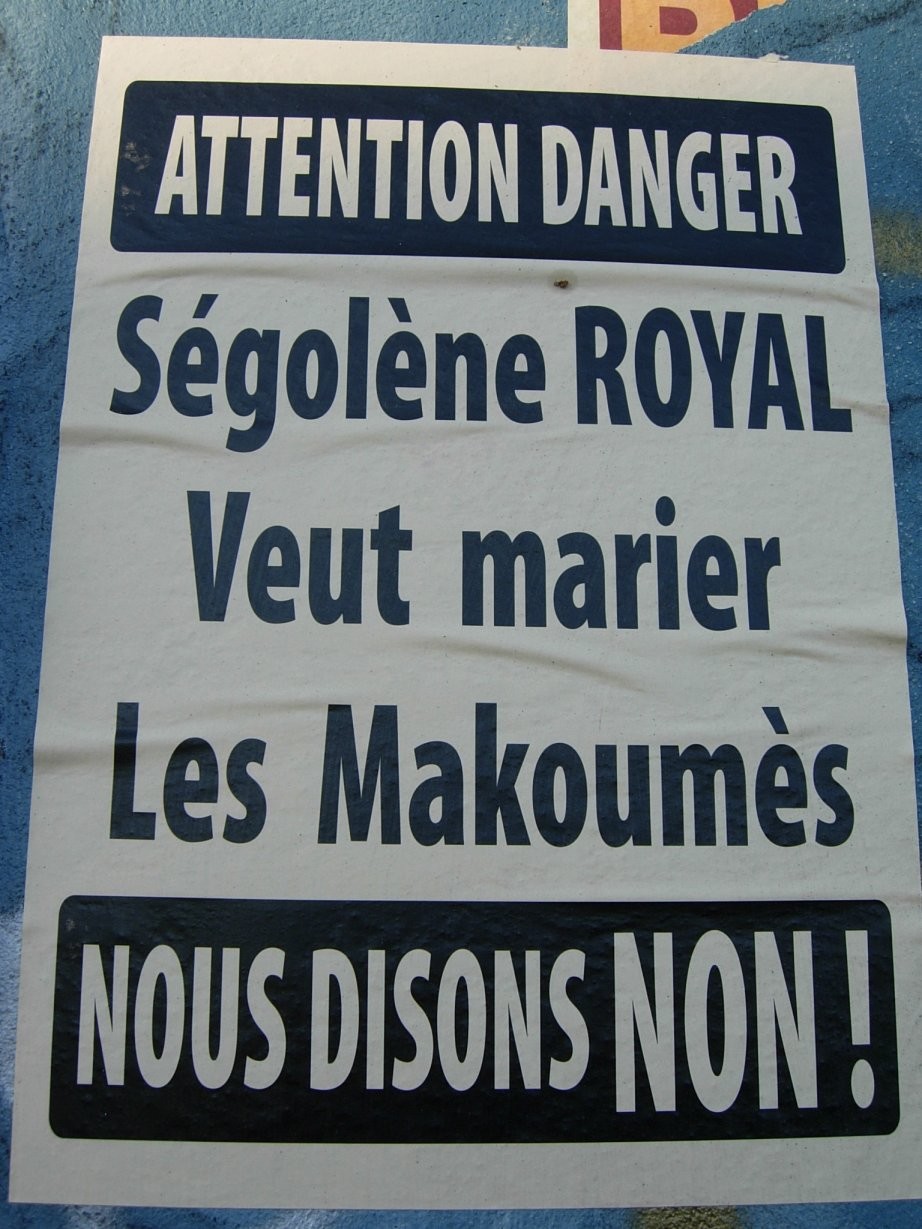 ATTENTION DANGER
Ségolène ROYAL
Veut marier
Les Makoumès
NOUS DISONS NON !